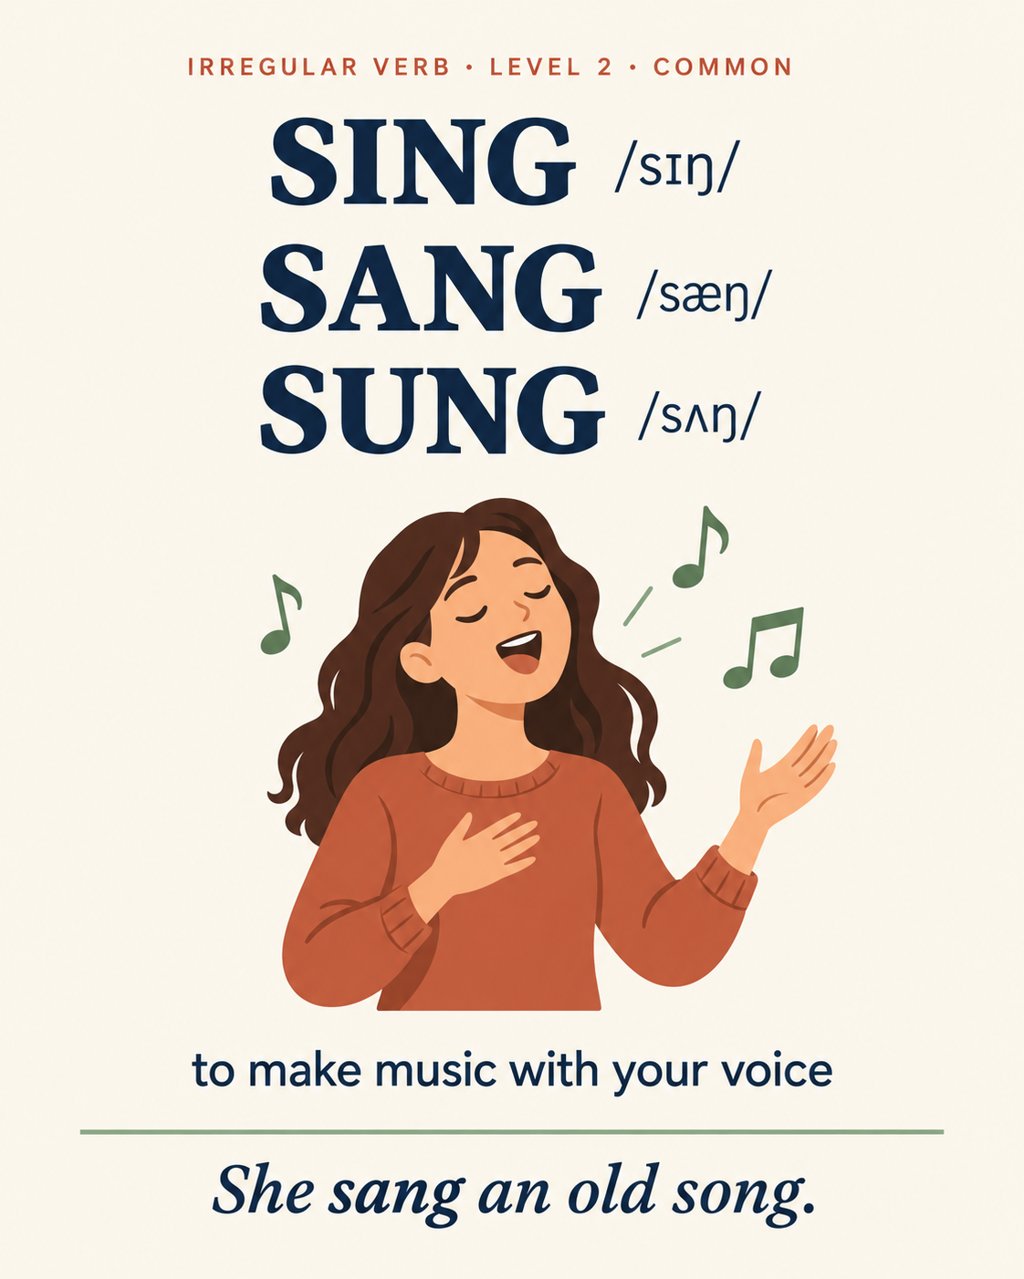 IRREGULAR VERB • LEVEL 2 • COMMON
SING /sɪŋ/
SANG /sæŋ/
SUNG /sʌŋ/
to make music with your voice
She sang an old song.